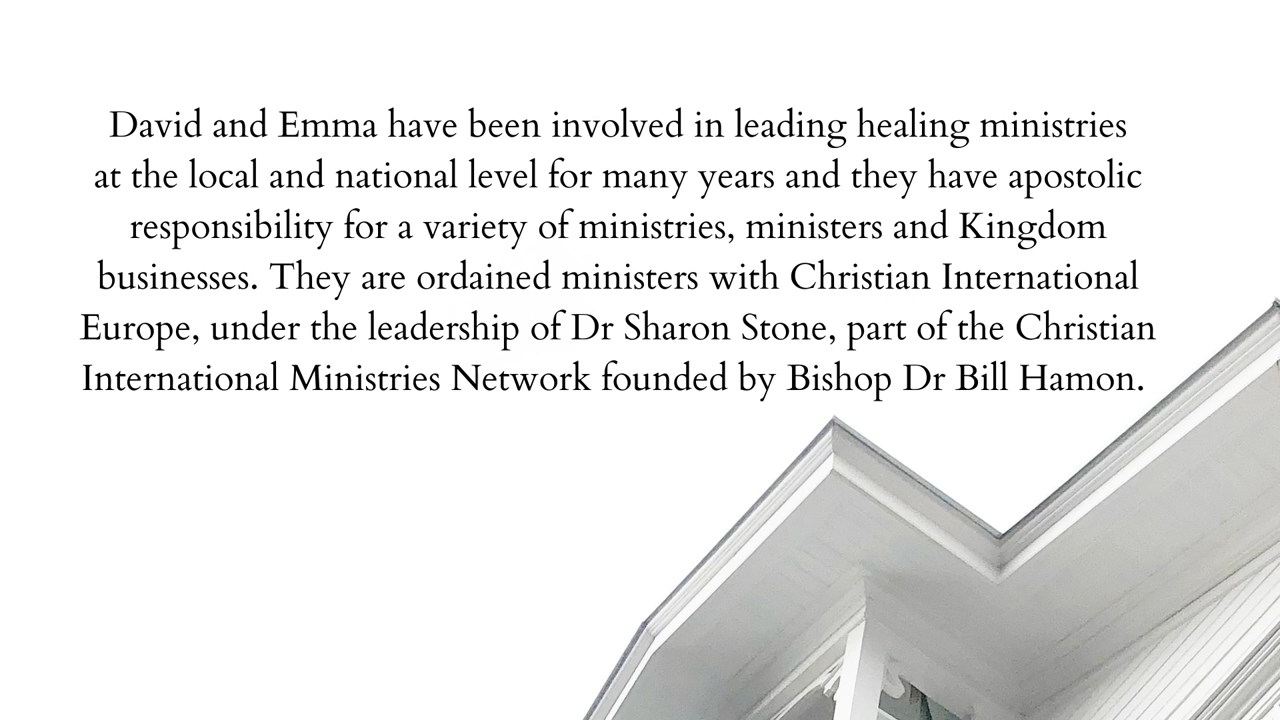 David and Emma have been involved in leading healing ministries
at the local and national level for many years and they have apostolic
responsibility for a variety of ministries, ministers and Kingdom
businesses. They are ordained ministers with Christian International
Europe, under the leadership of Dr Sharon Stone, part of the Christian
International Ministries Network founded by Bishop Dr Bill Hamon.